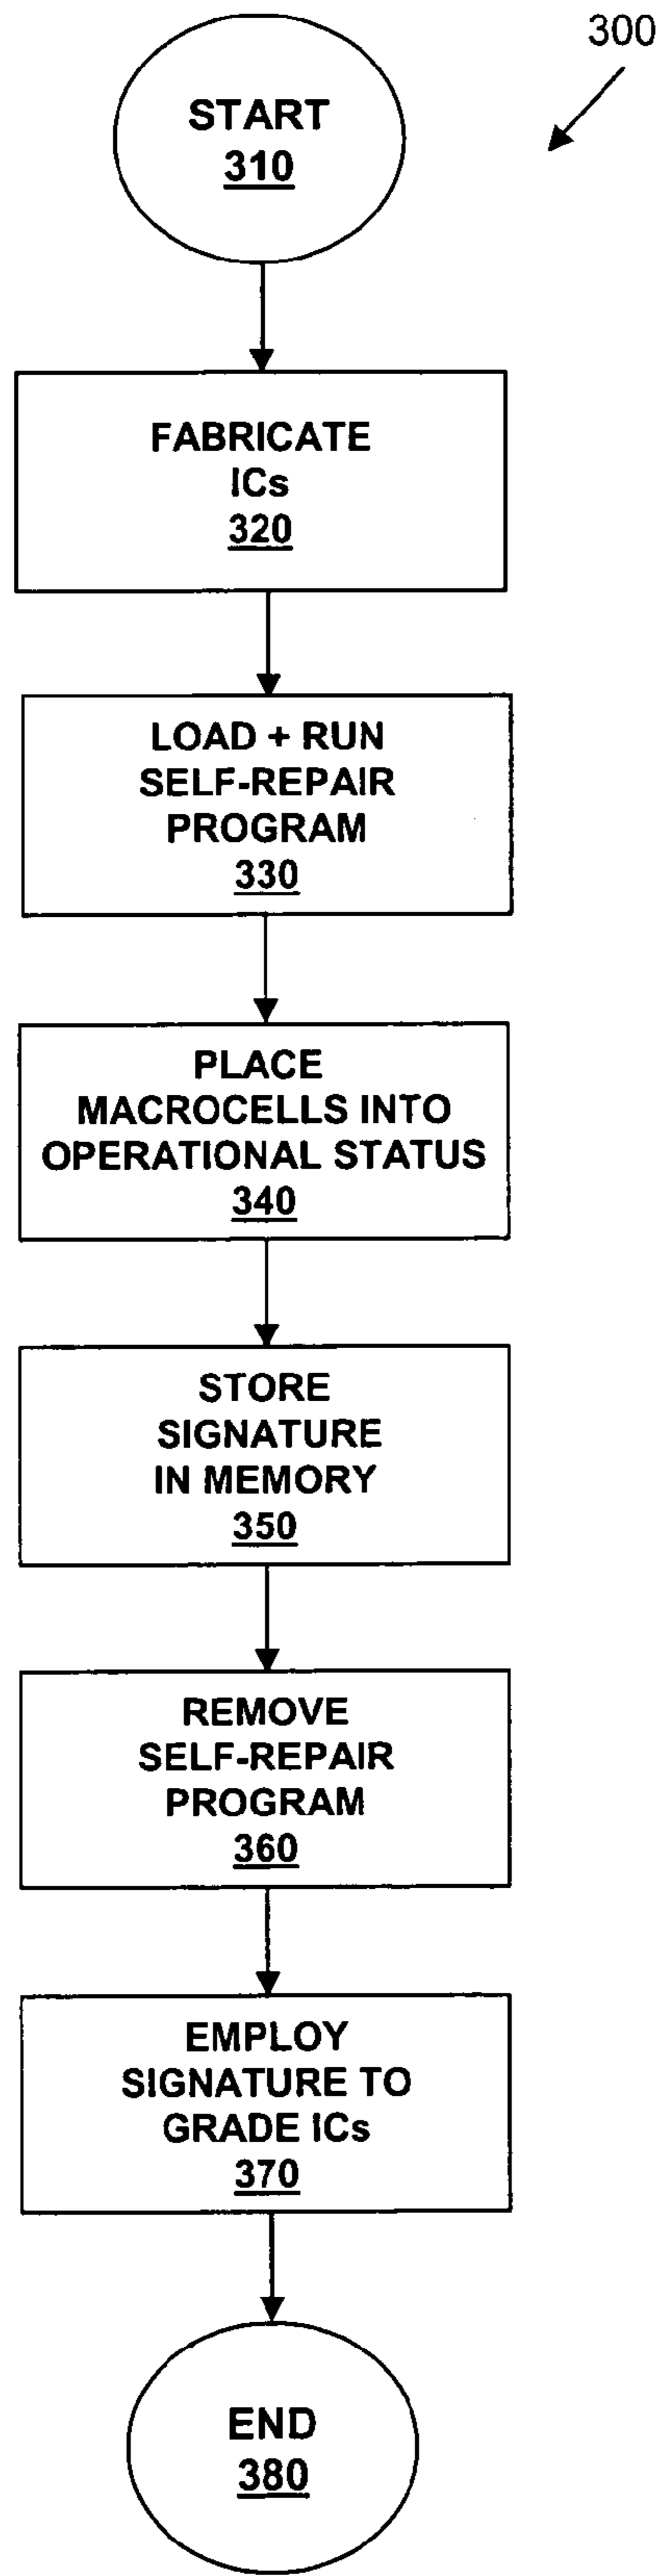 300
START
310
FABRICATE
ICs
320
LOAD + RUN
SELF-REPAIR
PROGRAM
330
PLACE
MACROCELLS INTO
OPERATIONAL STATUS
340
STORE
SIGNATURE
IN MEMORY
350
REMOVE
SELF-REPAIR
PROGRAM
360
EMPLOY
SIGNATURE TO
GRADE ICs
370
END
380